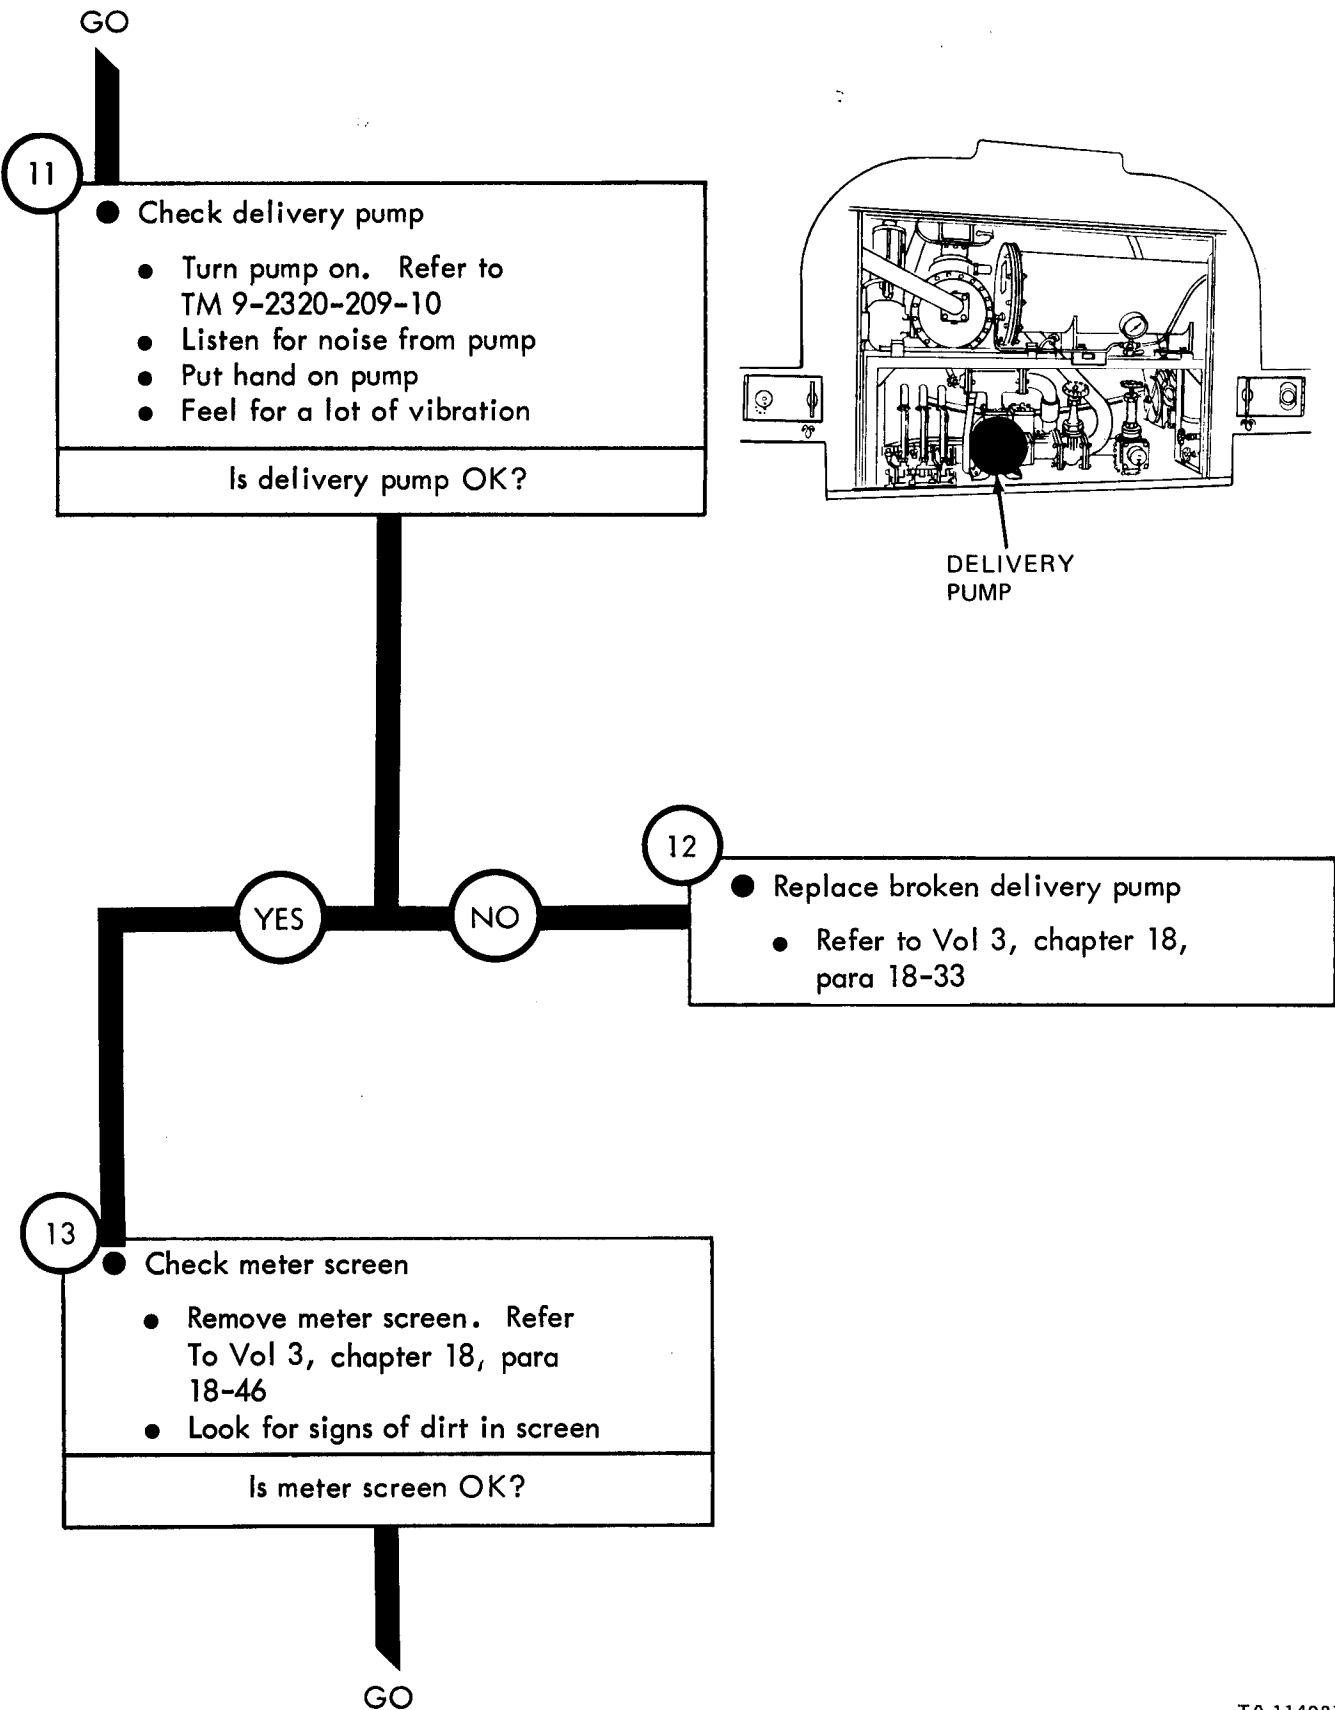 GO
11
Check delivery pump
Turn pump on. Refer to
TM 9-2320-209-10
Listen for noise from pump
Put hand on pump
Feel for a lot of vibration
Is delivery pump OK?
DELIVERY
PUMP
YES
NO
12
Replace broken delivery pump
Refer to Vol 3, chapter 18,
para 18-33
13
Check meter screen
Remove meter screen. Refer
To Vol 3, chapter 18, para
18-46
Look for signs of dirt in screen
Is meter screen OK?
GO